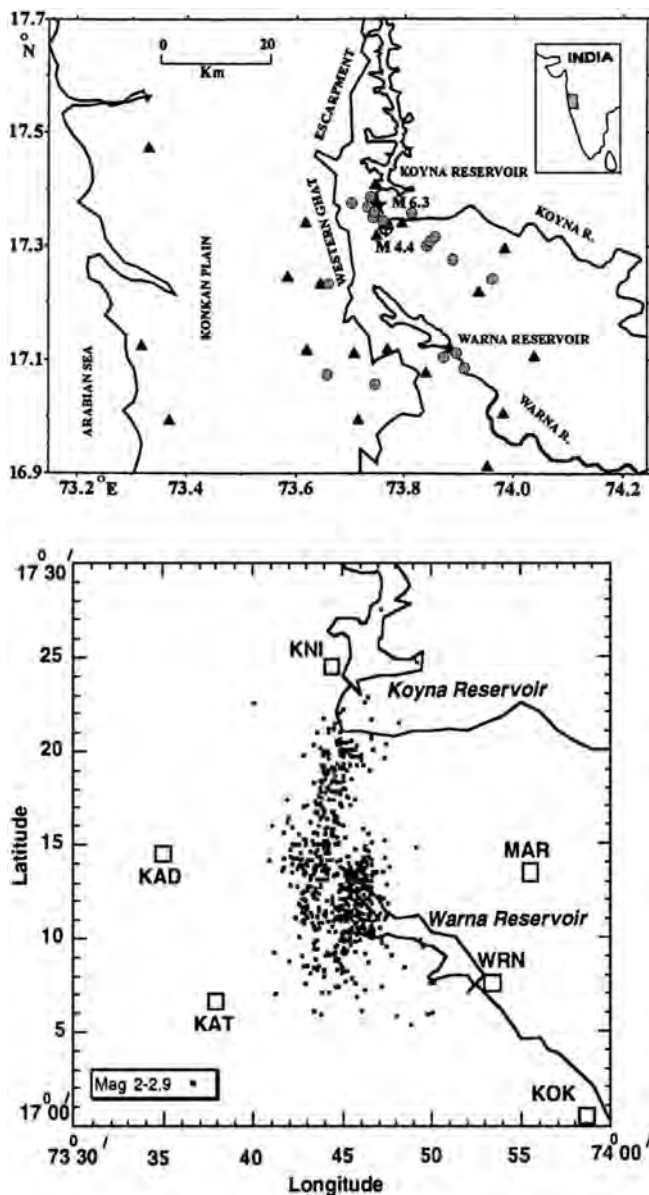 17.7
°N
0 20
Km
INDIA
ESCARPMENT
17.5
KOYNA RESERVOIR
M 6.3
KOYNA R.
17.3
M 4.4
WESTERN GHAT
KONKAN PLAIN
WARNA RESERVOIR
17.1
ARABIAN SEA
WARNA R.
16.9
73.2 °E 73.4 73.6 73.8 74.0 74.2
17° 30′
KNI
25
Koyna Reservoir
20
Latitude
15
KAD
MAR
Warna Reservoir
10
WRN
KAT
5
Mag 2-2.9
KOK
17° 00′
73° 30′ 35 40 45 50 55 74° 00′
Longitude